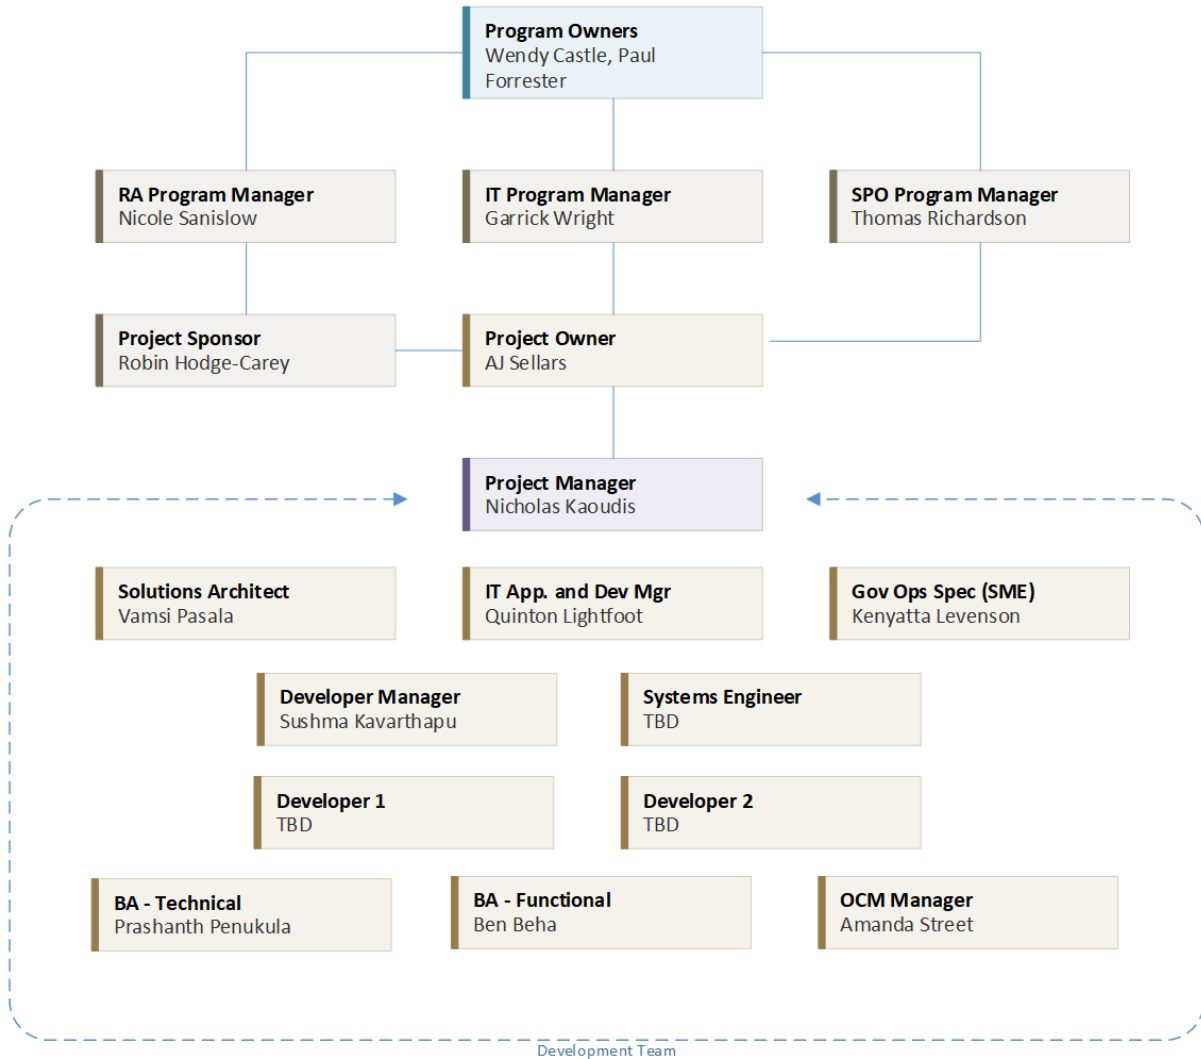 Program Owners
Wendy Castle, Paul
Forrester
RA Program Manager
Nicole Sanislow
IT Program Manager
Garrick Wright
SPO Program Manager
Thomas Richardson
Project Sponsor
Robin Hodge-Carey
Project Owner
AJ Sellars
Project Manager
Nicholas Kaoudis
Solutions Architect
Vamsi Pasala
IT App. and Dev Mgr
Quinton Lightfoot
Gov Ops Spec (SME)
Kenyatta Levenson
Developer Manager
Sushma Kavarthapu
Systems Engineer
TBD
Developer 1
TBD
Developer 2
TBD
BA - Technical
Prashanth Penukula
BA - Functional
Ben Beha
OCM Manager
Amanda Street
Development Team